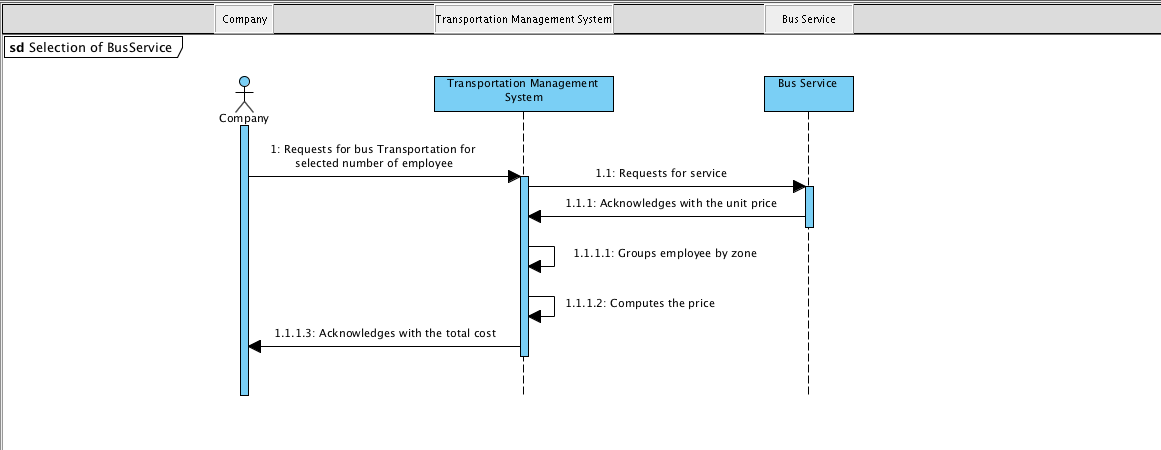 Company
Transportation Management System
Bus Service
sd Selection of BusService
Transportation Management
System
Bus Service
Company
1: Requests for bus Transportation for
selected number of employee
1.1: Requests for service
1.1.1: Acknowledges with the unit price
1.1.1.1: Groups employee by zone
1.1.1.2: Computes the price
1.1.1.3: Acknowledges with the total cost